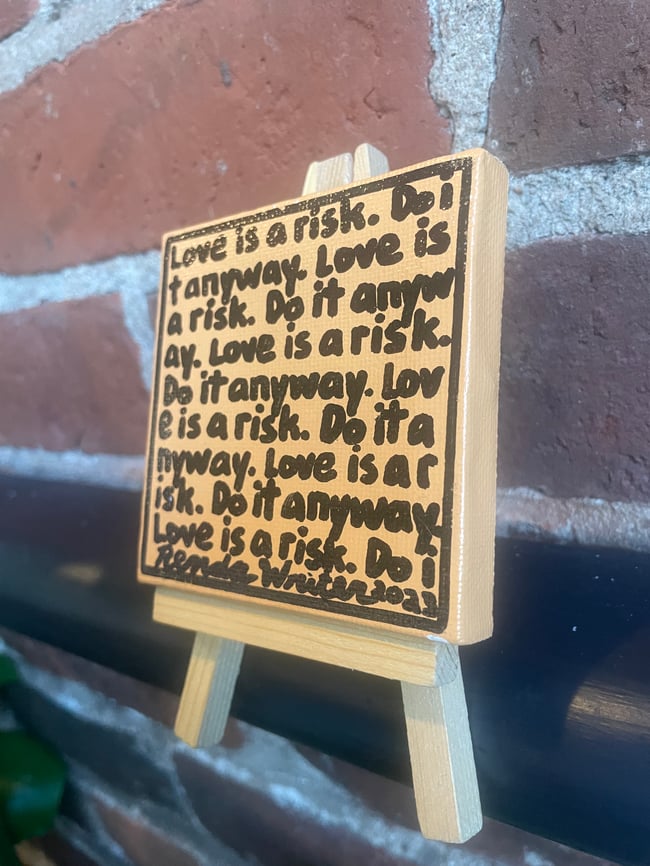 Love is a risk. Do i
t anyway. Love is
a risk. Do it anyw
ay. Love is a risk.
Do it anyway. Lov
e is a risk. Do it a
nyway. Love is a r
isk. Do it anyway.
Love is a risk. Do i
Renda Writer 2022